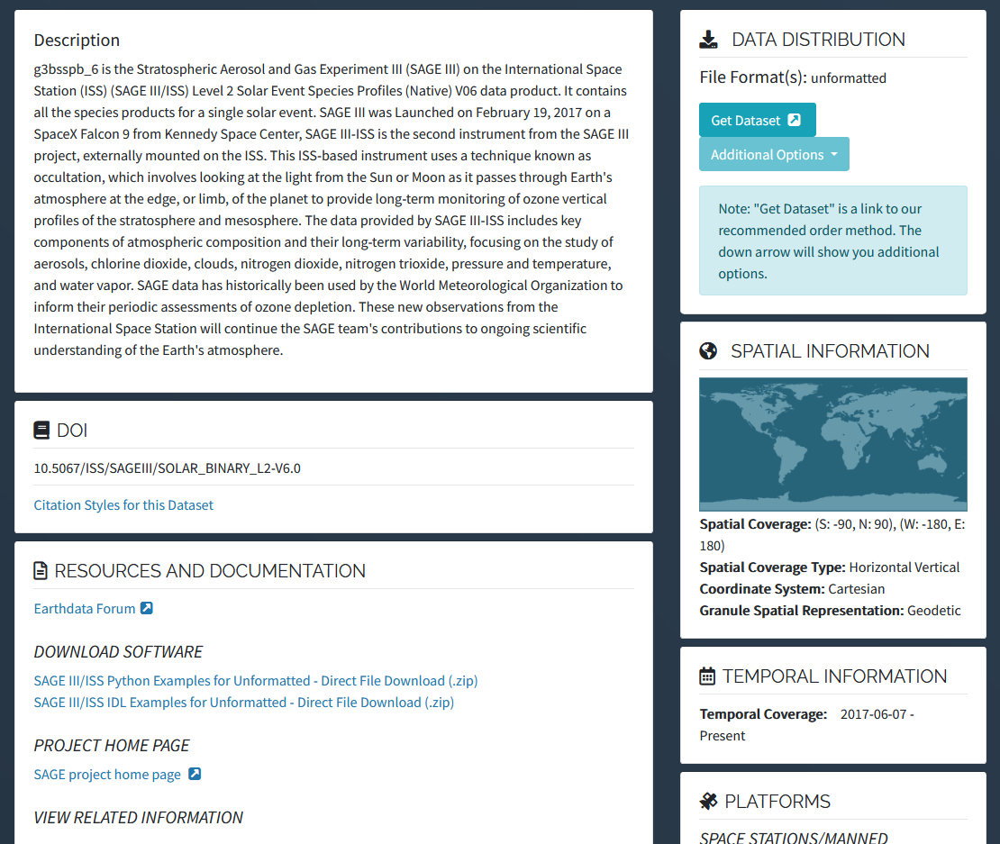 Description
g3bsspb_6 is the Stratospheric Aerosol and Gas Experiment III (SAGE III) on the International Space
Station (ISS) (SAGE III/ISS) Level 2 Solar Event Species Profiles (Native) V06 data product. It contains
all the species products for a single solar event. SAGE III was Launched on February 19, 2017 on a
SpaceX Falcon 9 from Kennedy Space Center, SAGE III-ISS is the second instrument from the SAGE III
project, externally mounted on the ISS. This ISS-based instrument uses a technique known as
occultation, which involves looking at the light from the Sun or Moon as it passes through Earth's
atmosphere at the edge, or limb, of the planet to provide long-term monitoring of ozone vertical
profiles of the stratosphere and mesosphere. The data provided by SAGE III-ISS includes key
components of atmospheric composition and their long-term variability, focusing on the study of
aerosols, chlorine dioxide, clouds, nitrogen dioxide, nitrogen trioxide, pressure and temperature,
and water vapor. SAGE data has historically been used by the World Meteorological Organization to
inform their periodic assessments of ozone depletion. These new observations from the
International Space Station will continue the SAGE team's contributions to ongoing scientific
understanding of the Earth's atmosphere.
DOI
10.5067/ISS/SAGEIII/SOLAR_BINARY_L2-V6.0
Citation Styles for this Dataset
RESOURCES AND DOCUMENTATION
Earthdata Forum
DOWNLOAD SOFTWARE
SAGE III/ISS Python Examples for Unformatted - Direct File Download (.zip)
SAGE III/ISS IDL Examples for Unformatted - Direct File Download (.zip)
PROJECT HOME PAGE
SAGE project home page
VIEW RELATED INFORMATION
DATA DISTRIBUTION
File Format(s): unformatted
Get Dataset
Additional Options
Note: "Get Dataset" is a link to our
recommended order method. The
down arrow will show you additional
options.
SPATIAL INFORMATION
Spatial Coverage: (S: -90, N: 90), (W: -180, E:
180)
Spatial Coverage Type: Horizontal Vertical
Coordinate System: Cartesian
Granule Spatial Representation: Geodetic
TEMPORAL INFORMATION
Temporal Coverage: 2017-06-07 -
Present
PLATFORMS
SPACE STATIONS/MANNED